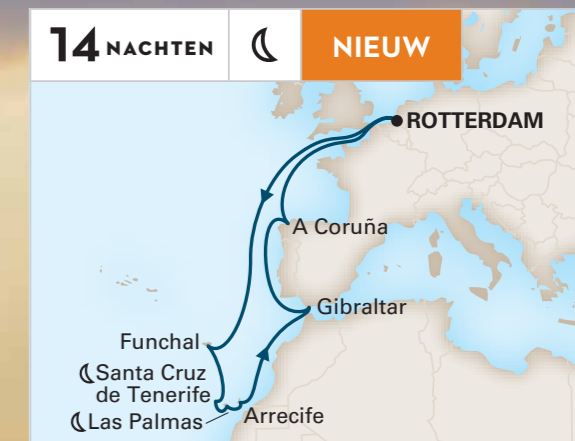 14 NACHTEN
NIEUW
ROTTERDAM
A Coruña
Gibraltar
Funchal
Santa Cruz
de Tenerife
Las Palmas
Arrecife